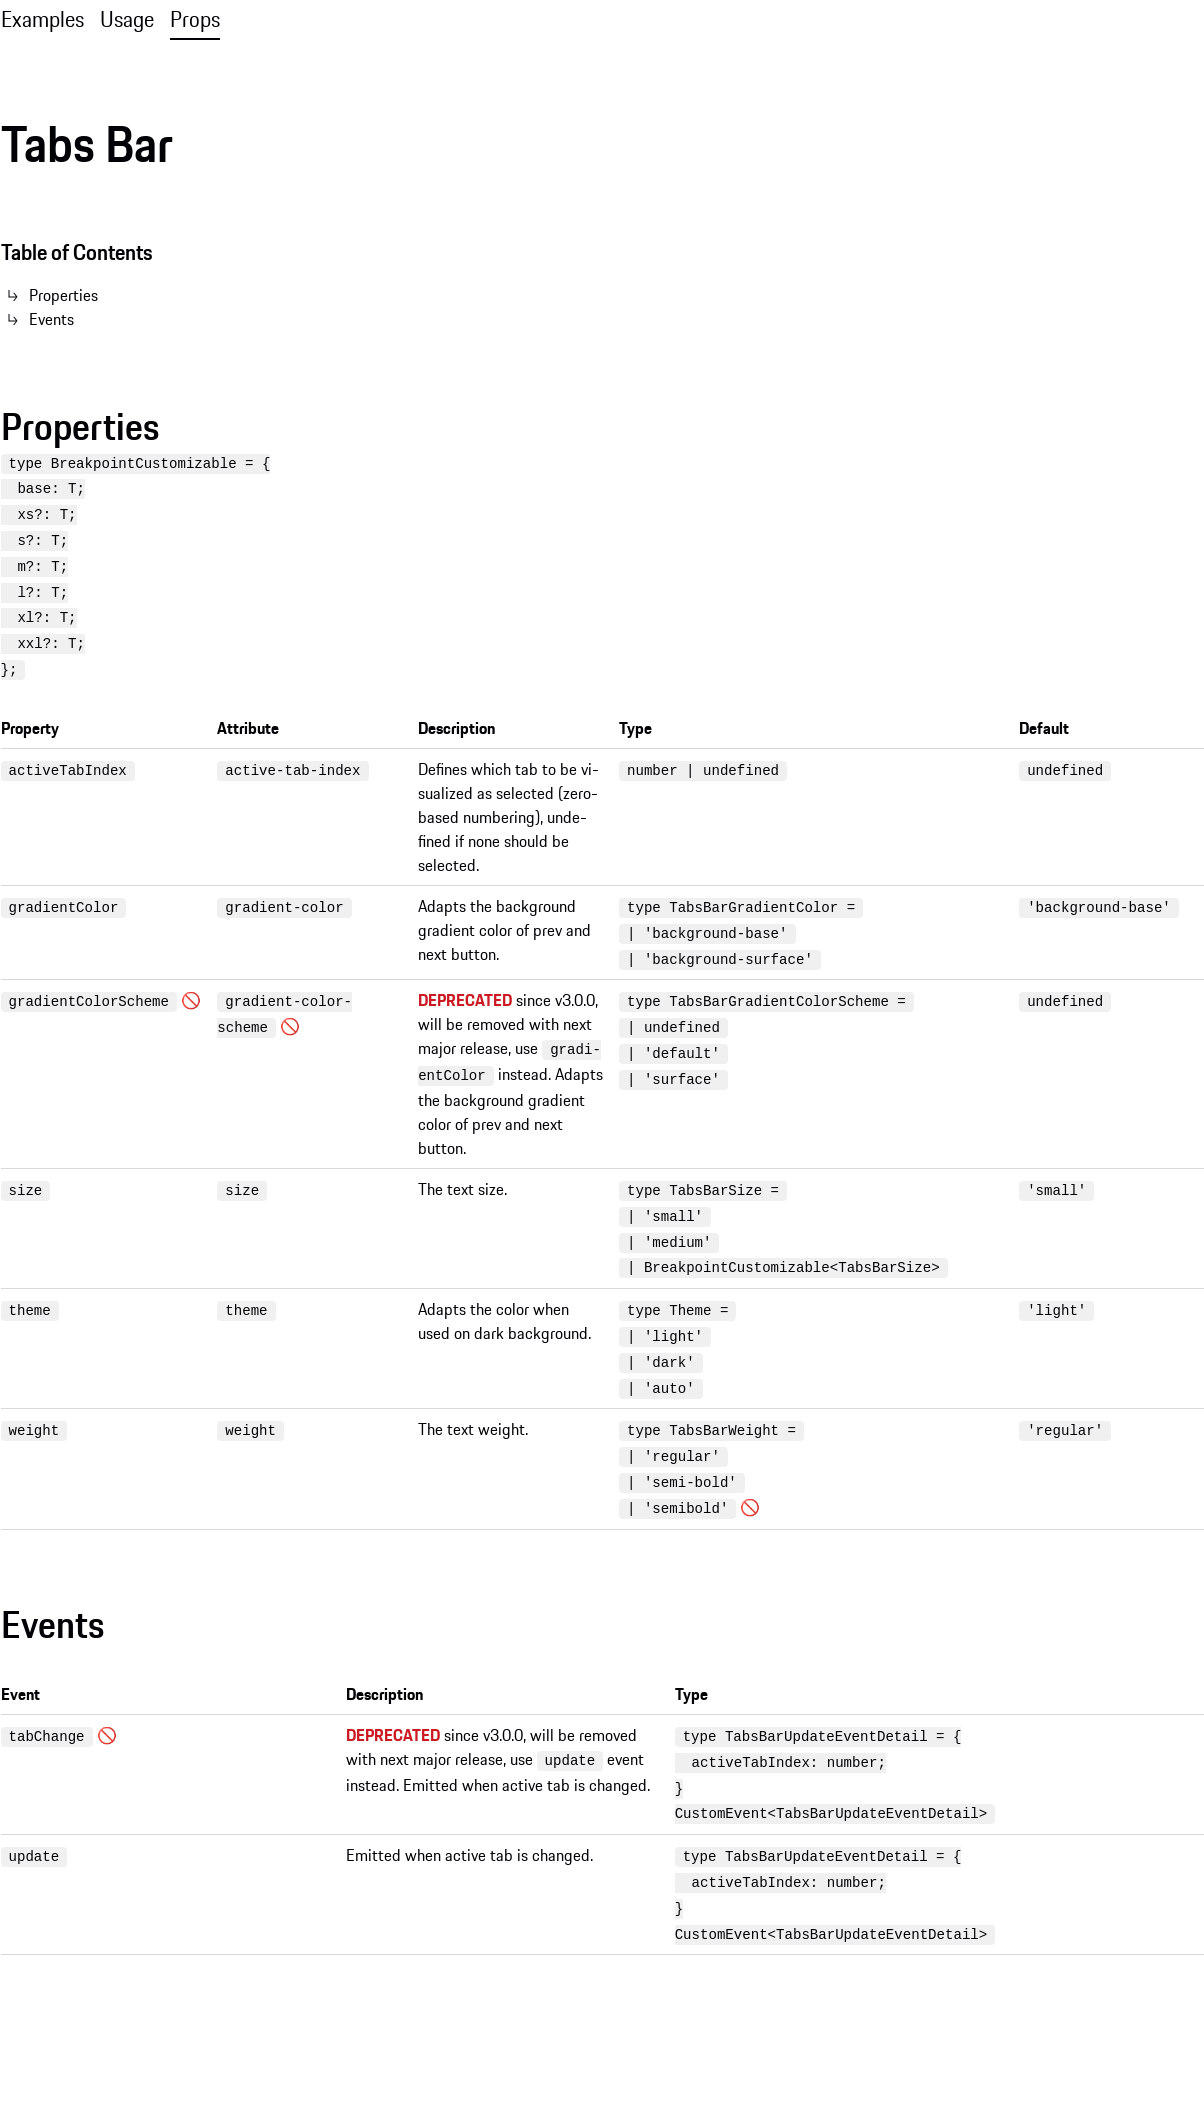 Examples Usage Props
Tabs Bar
Table of Contents
Properties
Events
Properties
type BreakpointCustomizable = {
base: T;
xs?: T;
s?: T;
m?: T;
l?: T;
xl?: T;
xxl?: T;
};
Property Attribute Description Type Default
activeTabIndex active-tab-index Defines which tab to be vi- number | undefined undefined
sualized as selected (zero-
based numbering), unde-
fined if none should be
selected.
gradientColor gradient-color Adapts the background type TabsBarGradientColor = 'background-base'
gradient color of prev and | 'background-base'
next button. | 'background-surface'
gradientColorScheme 🚫 gradient-color- DEPRECATED since v3.0.0, type TabsBarGradientColorScheme = undefined
scheme 🚫 will be removed with next | undefined
major release, use gradi- | 'default'
entColor instead. Adapts | 'surface'
the background gradient
color of prev and next
button.
size size The text size. type TabsBarSize = 'small'
| 'small'
| 'medium'
| BreakpointCustomizable<TabsBarSize>
theme theme Adapts the color when type Theme = 'light'
used on dark background. | 'light'
| 'dark'
| 'auto'
weight weight The text weight. type TabsBarWeight = 'regular'
| 'regular'
| 'semi-bold'
| 'semibold' 🚫
Events
Event Description Type
tabChange 🚫 DEPRECATED since v3.0.0, will be removed type TabsBarUpdateEventDetail = {
with next major release, use update event activeTabIndex: number;
instead. Emitted when active tab is changed. }
CustomEvent<TabsBarUpdateEventDetail>
update Emitted when active tab is changed. type TabsBarUpdateEventDetail = {
activeTabIndex: number;
}
CustomEvent<TabsBarUpdateEventDetail>